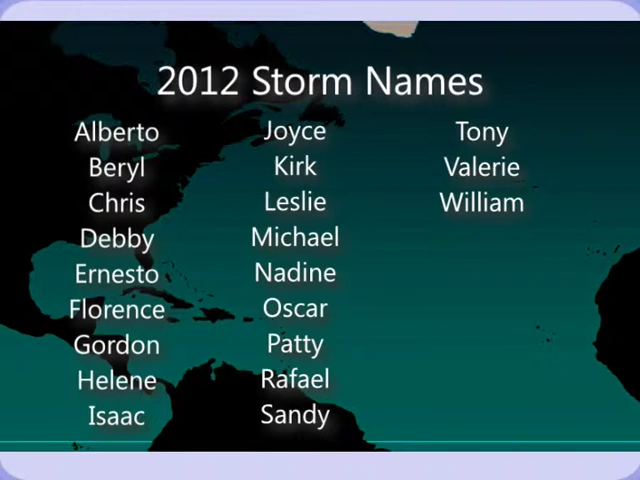 2012 Storm Names
Alberto
Beryl
Chris
Debby
Ernesto
Florence
Gordon
Helene
Isaac
Joyce
Kirk
Leslie
Michael
Nadine
Oscar
Patty
Rafael
Sandy
Tony
Valerie
William